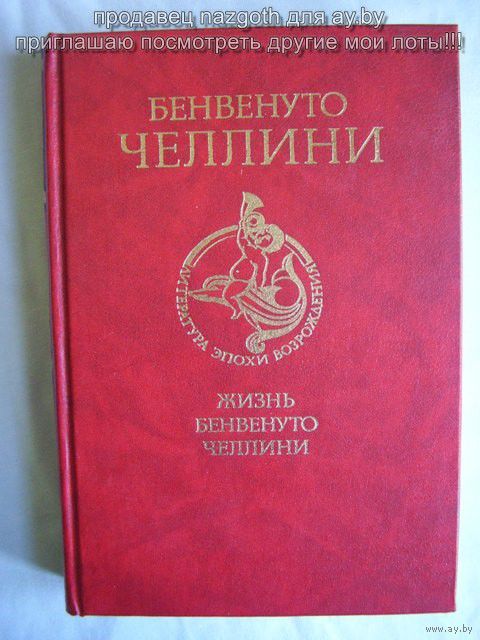 продавец nazgoth для ay.by
приглашаю посмотреть другие мои лоты!!!
БЕНВЕНУТО
ЧЕЛЛИНИ
ЛИТЕРАТУРА ЭПОХИ ВОЗРОЖДЕНИЯ
ЖИЗНЬ
БЕНВЕНУТО
ЧЕЛЛИНИ
www.ay.by